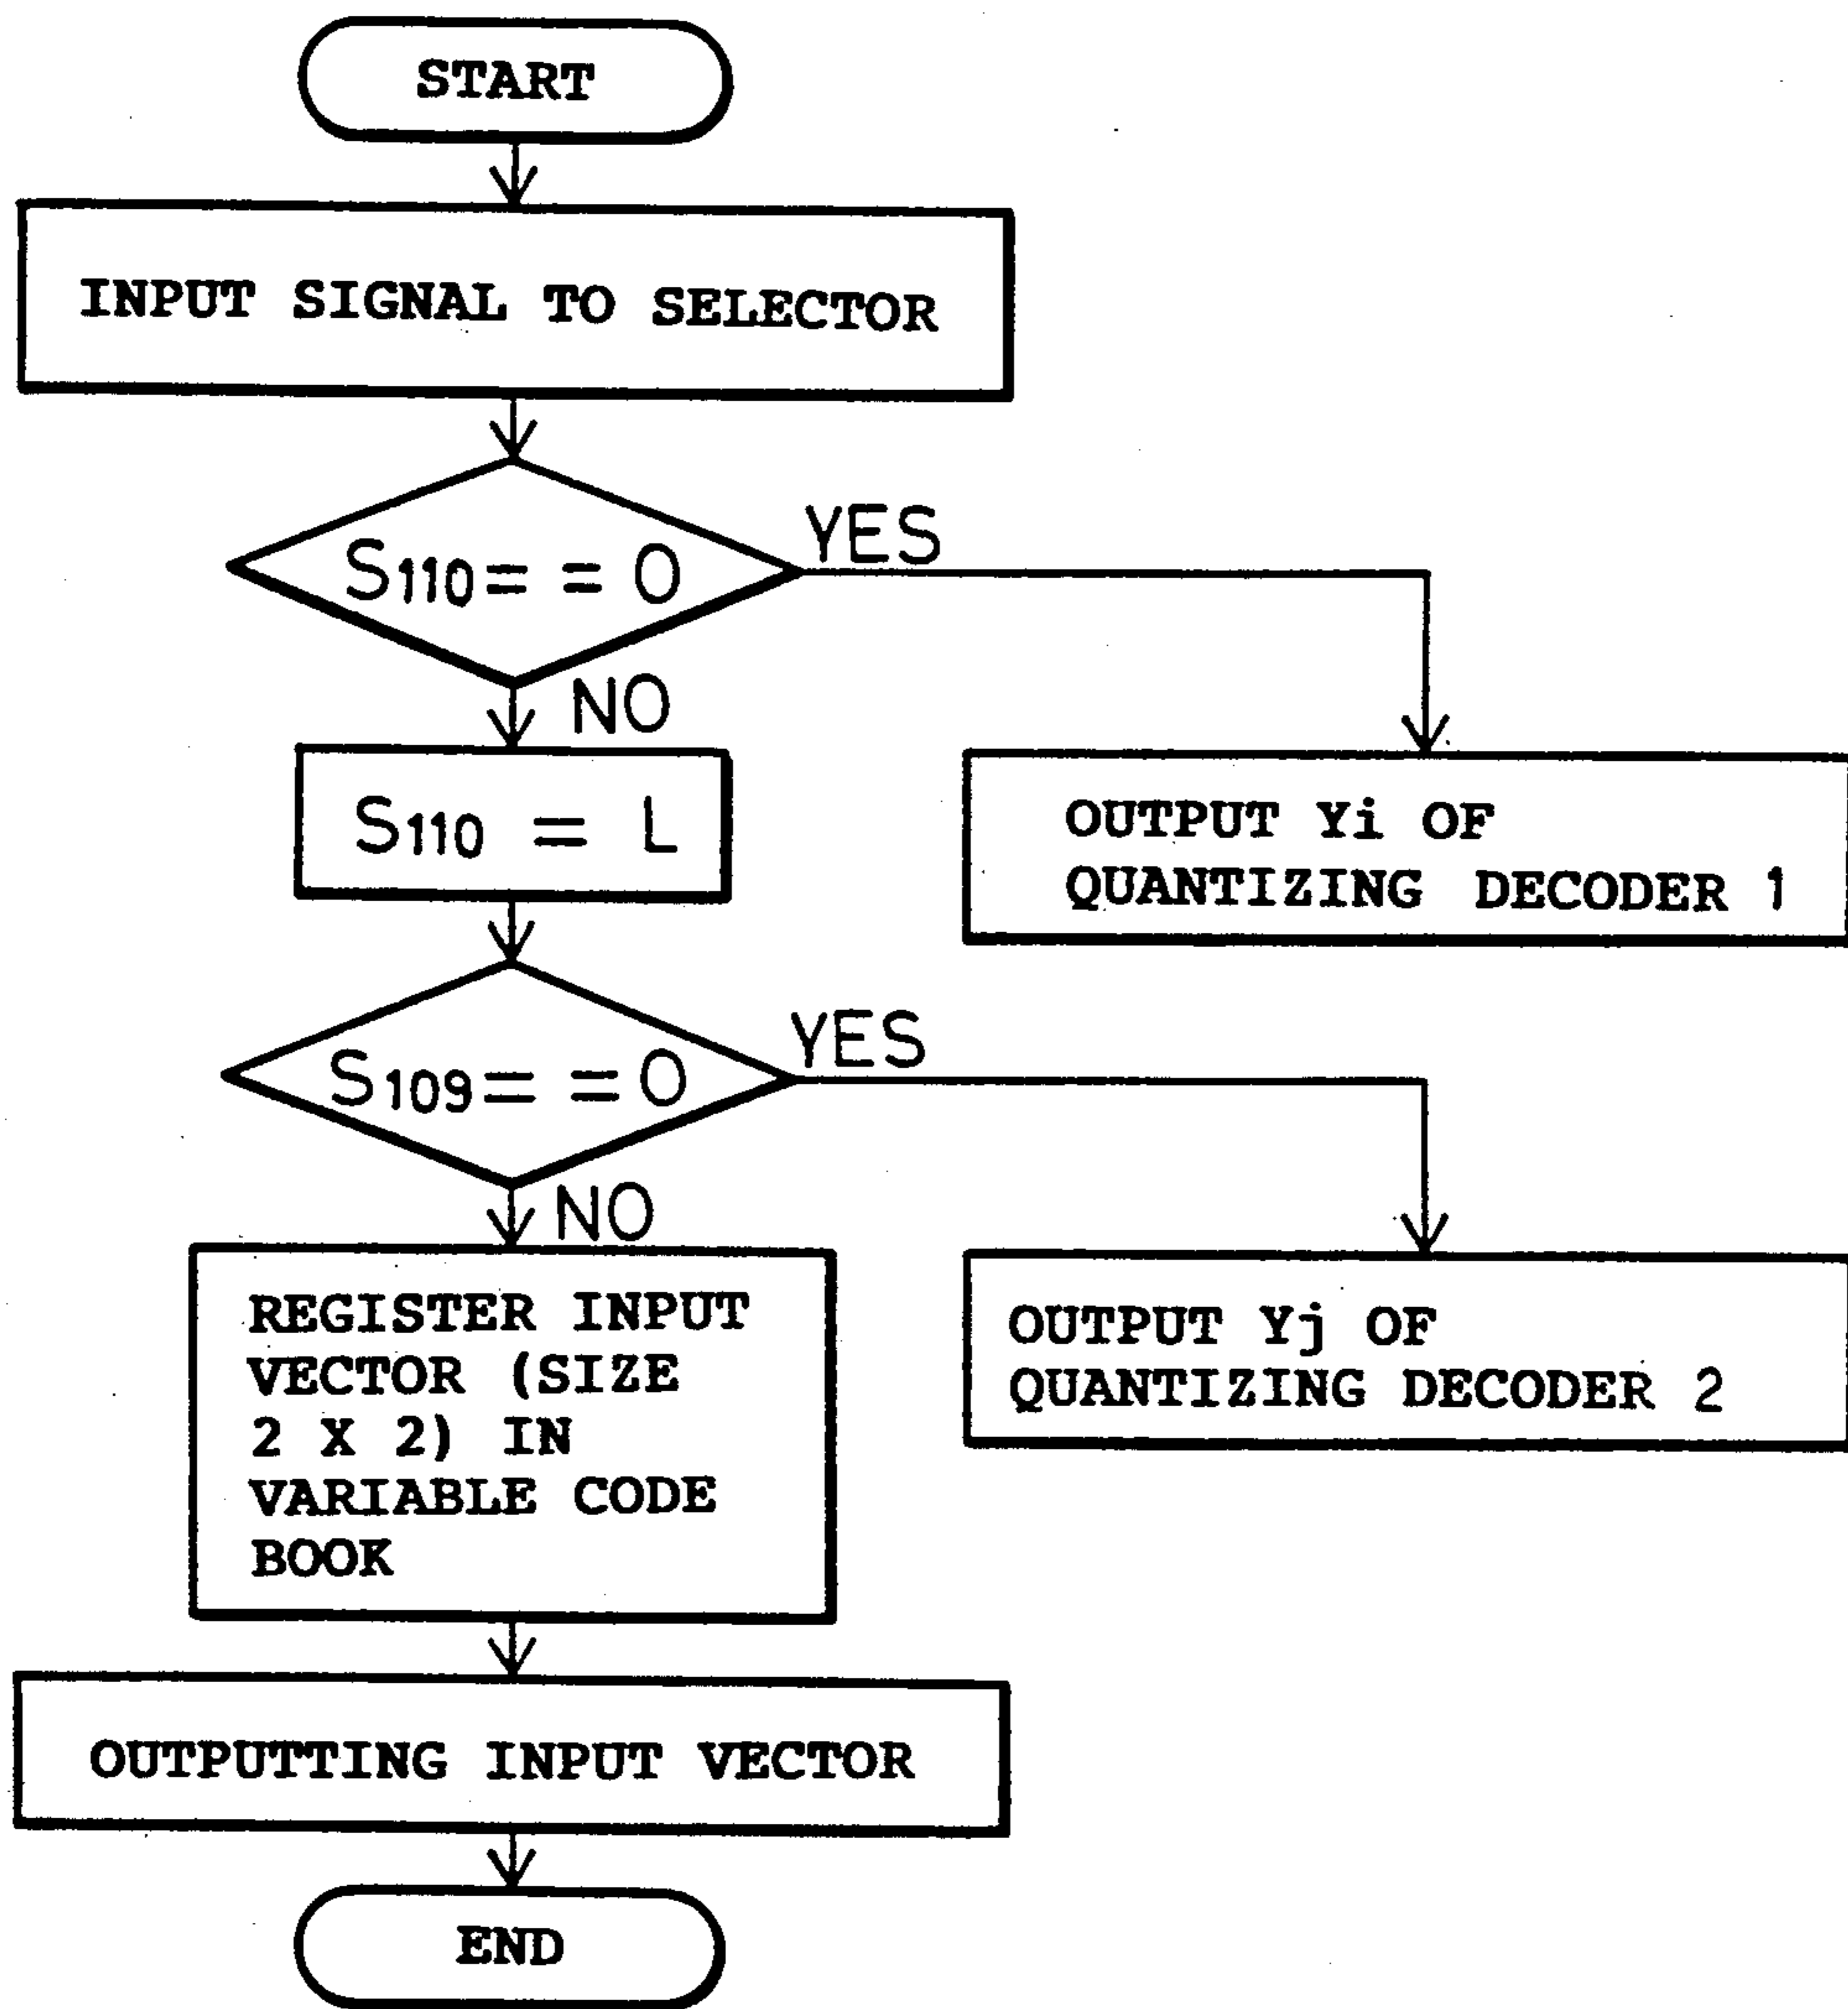 START
INPUT SIGNAL TO SELECTOR
S110 = = 0
YES
NO
S110 = L
OUTPUT Yi OF
QUANTIZING DECODER 1
S109 = = 0
YES
NO
REGISTER INPUT
VECTOR (SIZE
2 X 2) IN
VARIABLE CODE
BOOK
OUTPUT Yj OF
QUANTIZING DECODER 2
OUTPUTTING INPUT VECTOR
END